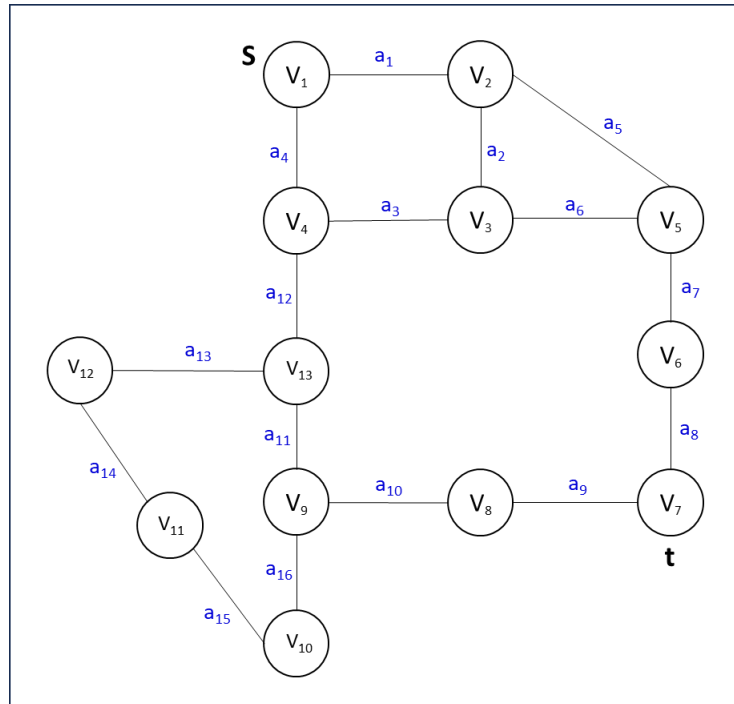 S
V₁
a₁
V₂
a₅
a₄
a₂
V₄
a₃
V₃
a₆
V₅
a₁₂
a₇
V₁₂
a₁₃
V₁₃
V₆
a₁₁
a₈
a₁₄
V₉
a₁₀
V₈
a₉
V₇
V₁₁
t
a₁₆
a₁₅
V₁₀